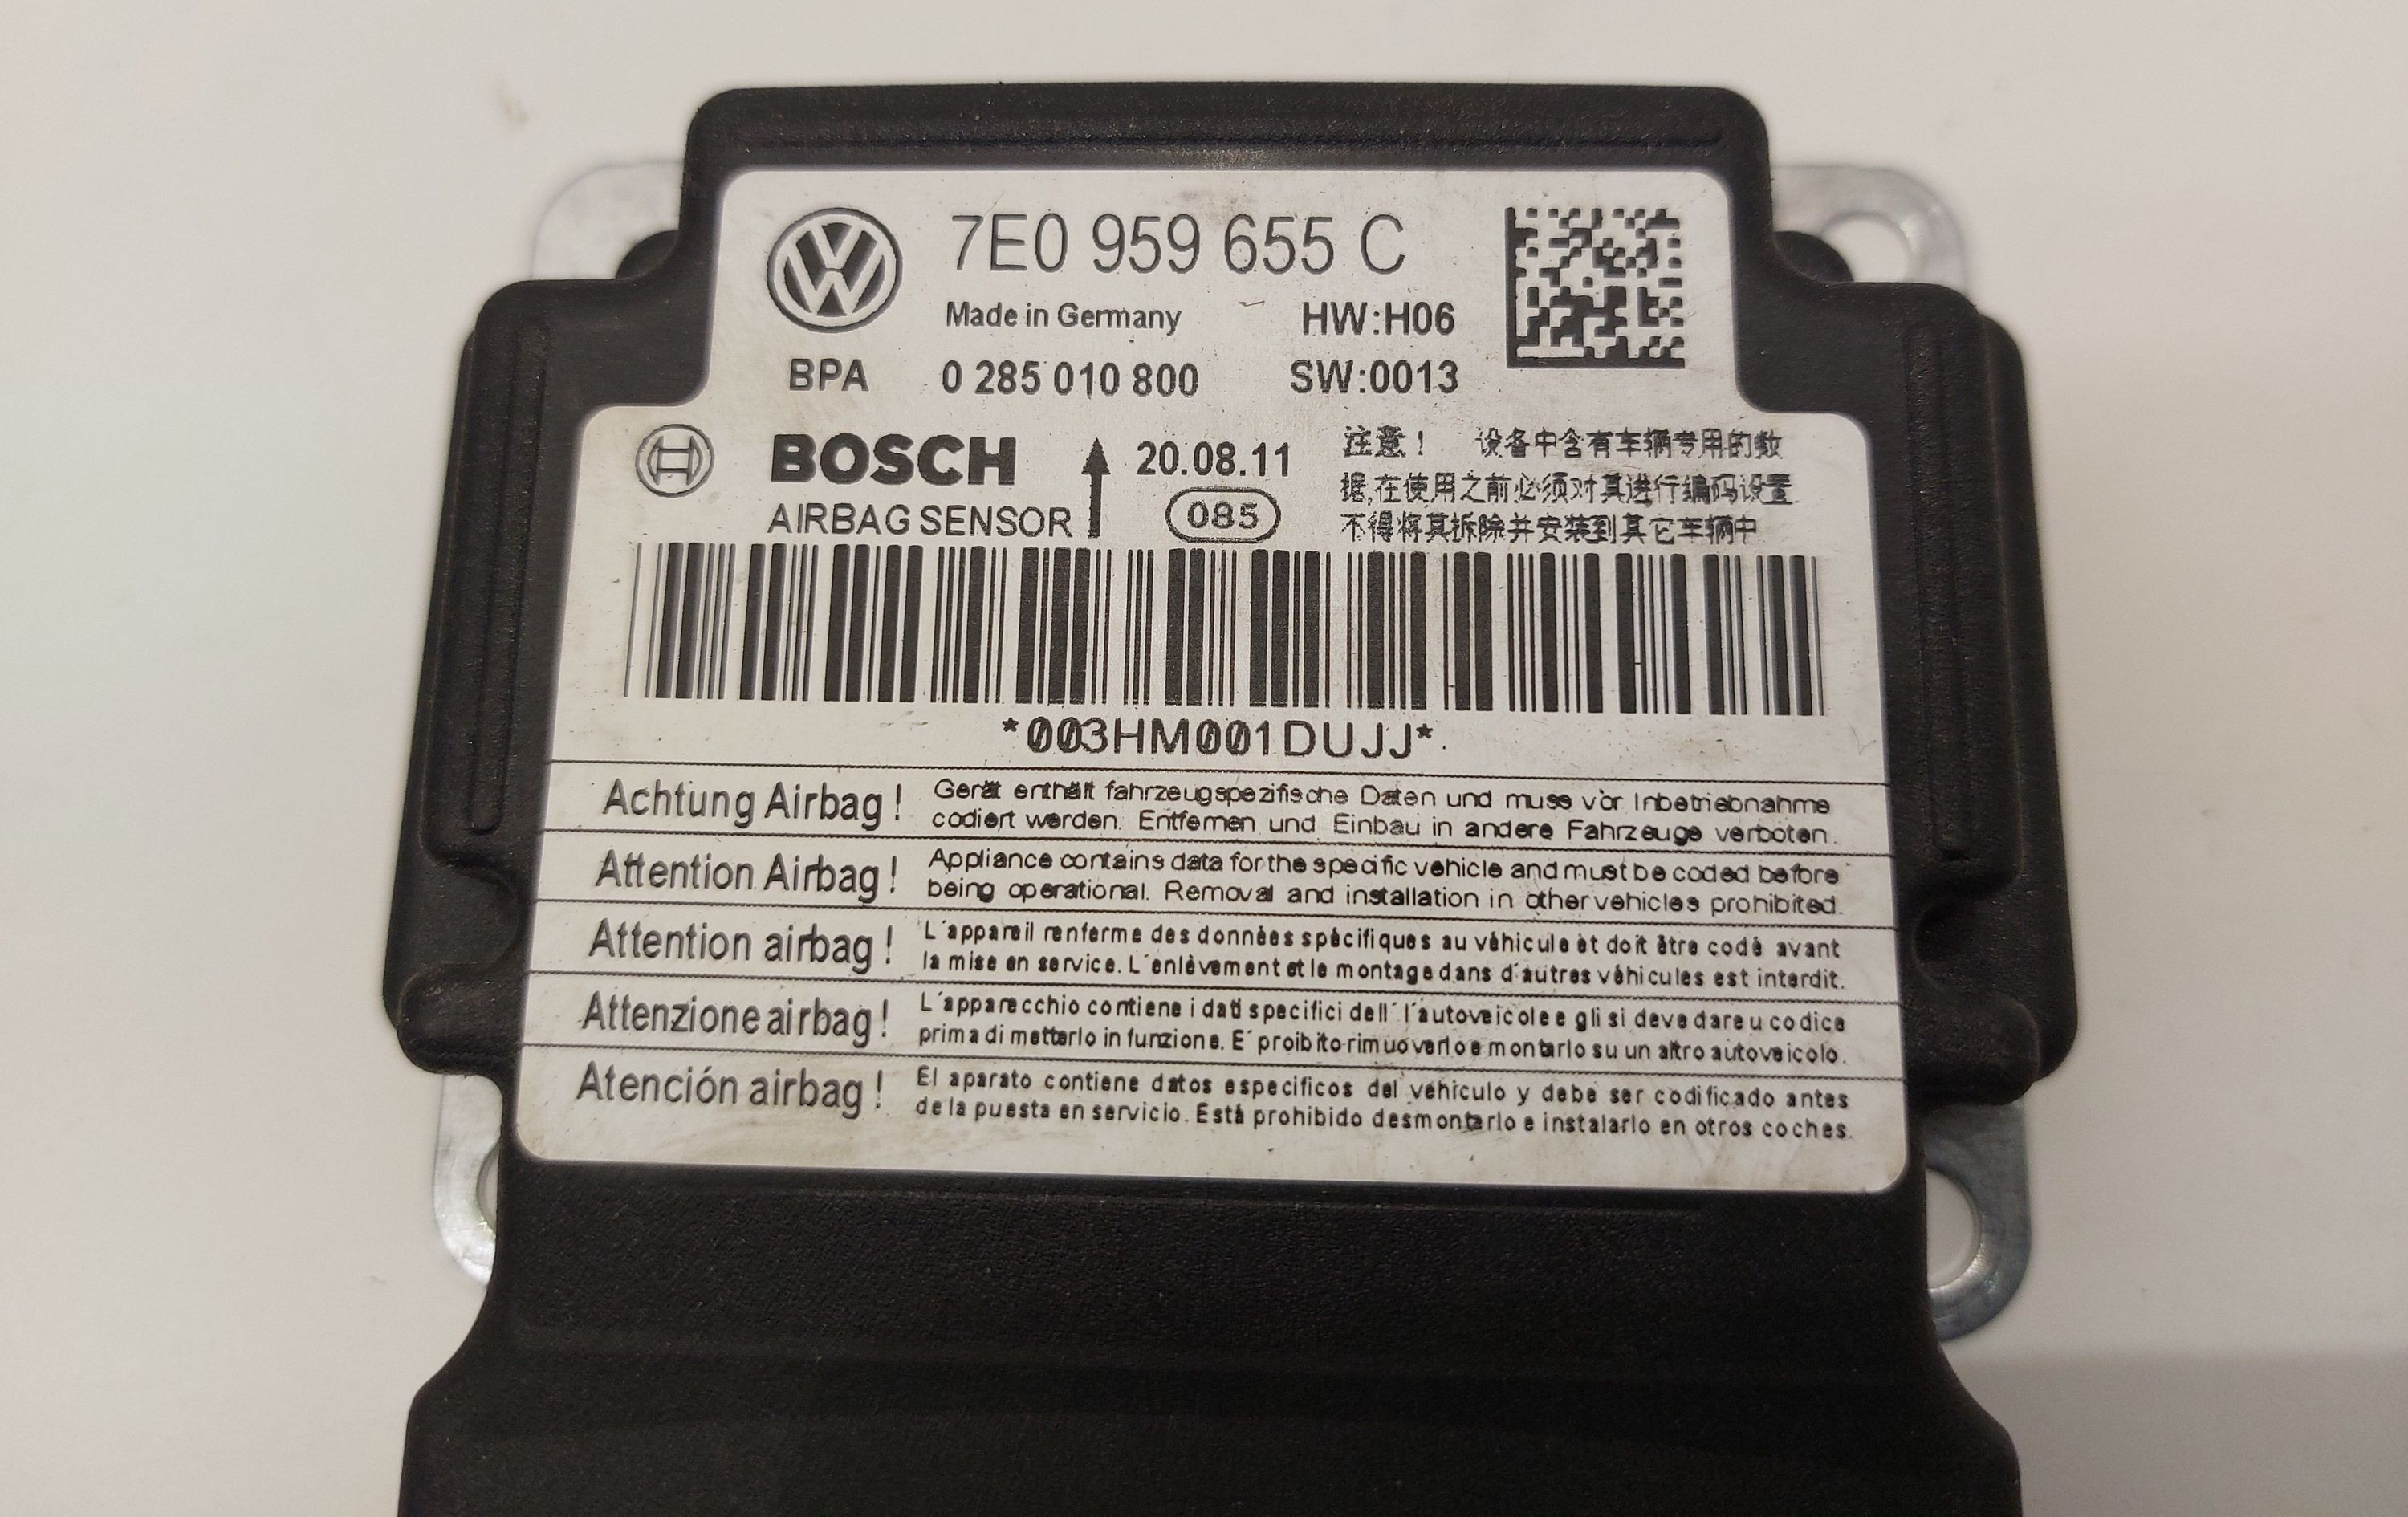 7E0 959 655 C
Made in Germany HW:H06
BPA 0 285 010 800 SW:0013
BOSCH
AIRBAG SENSOR
20.08.11
085
注意！ 设备中含有车辆专用的数
据,在使用之前必须对其进行编码设置
不得将其拆除并安装到其它车辆中
*003HM001DUJJ*
Achtung Airbag! Gerät enthält fahrzeugspezifische Daten und muss vor Inbetriebnahme
codiert werden. Entfernen und Einbau in andere Fahrzeuge verboten.
Attention Airbag! Appliance contains data for the specific vehicle and must be coded before
being operational. Removal and installation in other vehicles prohibited.
Attention airbag! L´appareil renferme des données spécifiques au véhicule et doit être codé avant
la mise en service. L´enlèvement et le montage dans d´autres véhicules est interdit.
Attenzione airbag! L´apparecchio contiene i dati specifici dell´ l´autoveicolo e gli si deve dare u codice
prima di metterlo in funzione. E´ proibito rimuoverlo e montarlo su un altro autoveicolo.
Atención airbag! El aparato contiene datos especificos del vehículo y debe ser codificado antes
de la puesta en servicio. Está prohibido desmontarlo e instalarlo en otros coches.